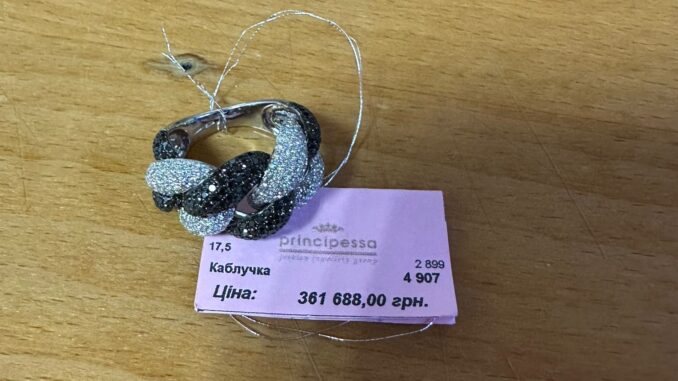 principessa
17,5
2 899
Каблучка
4 907
Ціна: 361 688,00 грн.